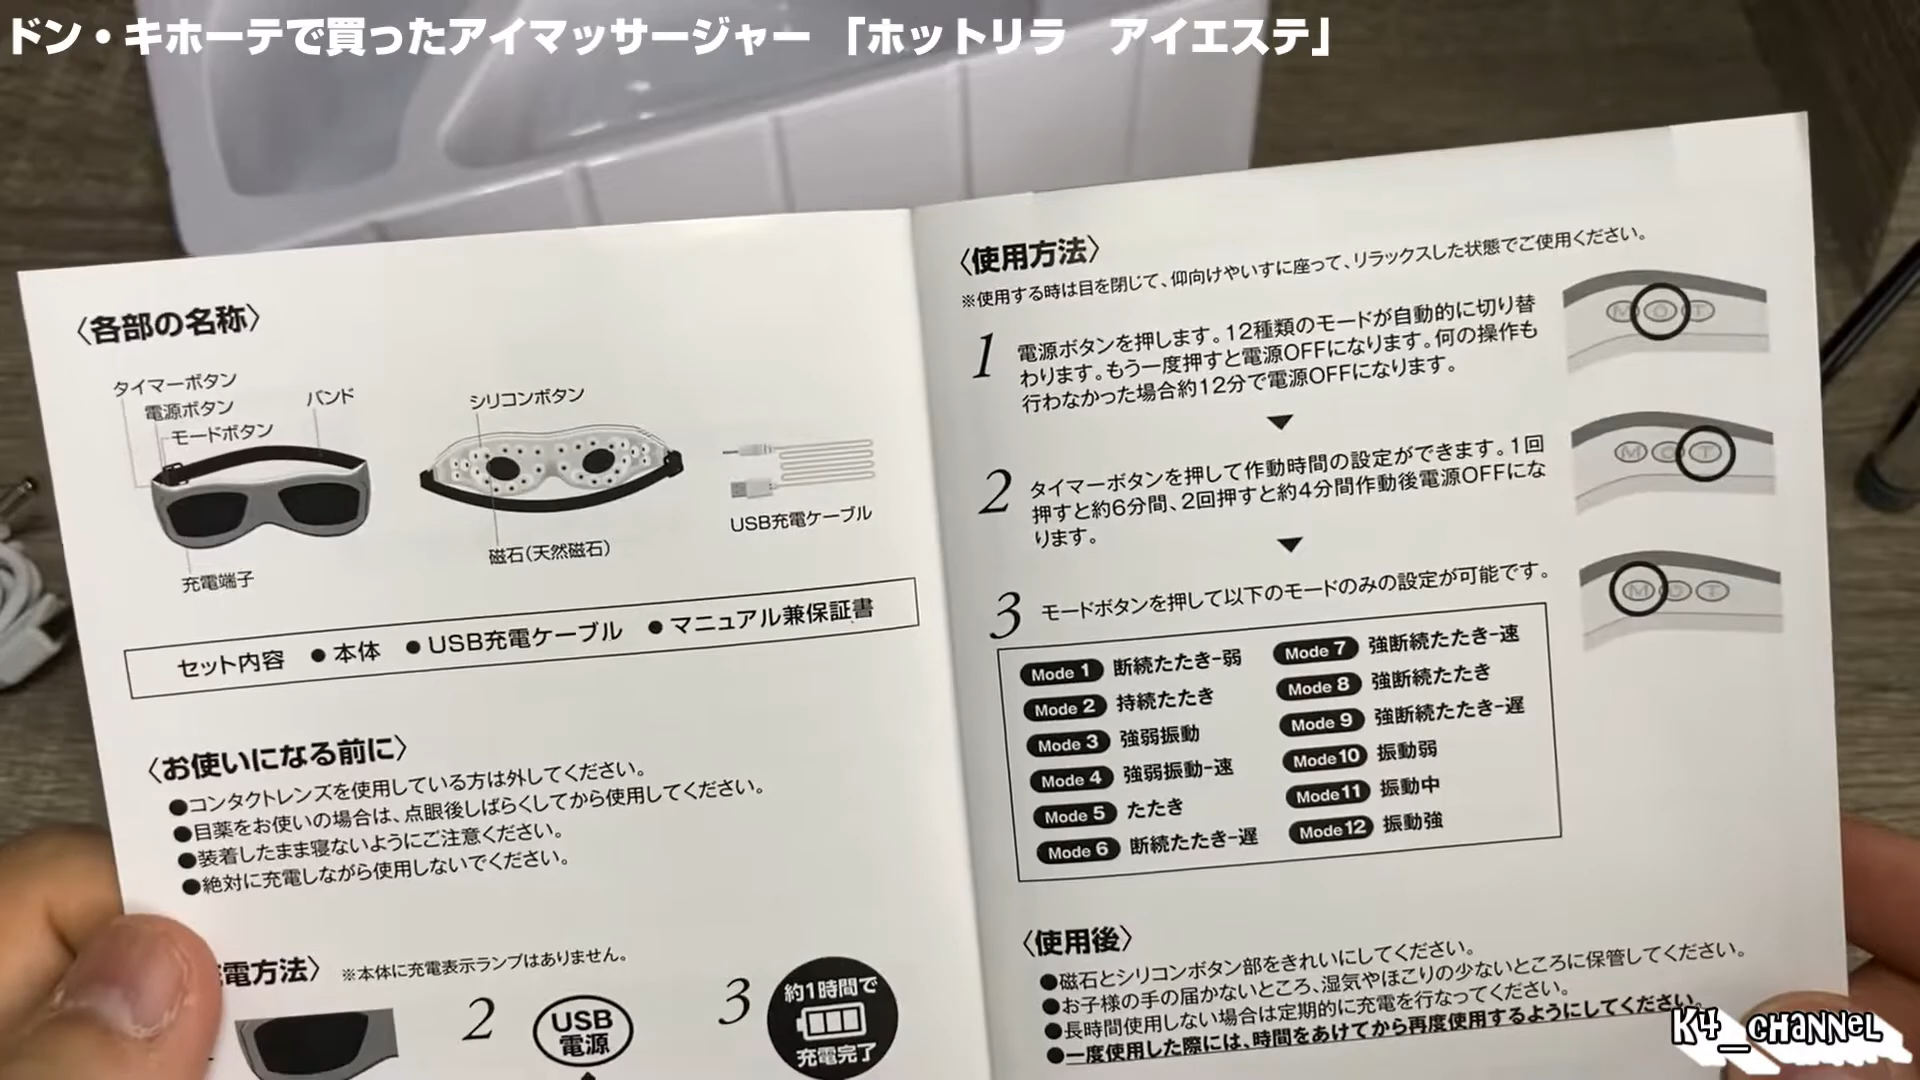 ドン・キホーテで買ったアイマッサージャー 「ホットリラ アイエステ」
〈各部の名称〉
タイマーボタン
電源ボタン
モードボタン
バンド
シリコンボタン
USB充電ケーブル
磁石(天然磁石)
充電端子
セット内容 ●本体 ●USB充電ケーブル ●マニュアル兼保証書
〈お使いになる前に〉
●コンタクトレンズを使用している方は外してください。
●目薬をお使いの場合は、点眼後しばらくしてから使用してください。
●装着したまま寝ないようにご注意ください。
●絶対に充電しながら使用しないでください。
電方法〉 ※本体に充電表示ランプはありません。
2
USB
電源
3
約1時間で
充電完了
〈使用方法〉
※使用する時は目を閉じて、仰向けやいすに座って、リラックスした状態でご使用ください。
1 電源ボタンを押します。12種類のモードが自動的に切り替
わります。もう一度押すと電源OFFになります。何の操作も
行わなかった場合約12分で電源OFFになります。
M O T
▼
2 タイマーボタンを押して作動時間の設定ができます。1回
押すと約6分間、2回押すと約4分間作動後電源OFFにな
ります。
M O T
▼
3 モードボタンを押して以下のモードのみの設定が可能です。
M O T
Mode 1 断続たたき-弱
Mode 2 持続たたき
Mode 3 強弱振動
Mode 4 強弱振動-速
Mode 5 たたき
Mode 6 断続たたき-遅
Mode 7 強断続たたき-速
Mode 8 強断続たたき
Mode 9 強断続たたき-遅
Mode 10 振動弱
Mode 11 振動中
Mode 12 振動強
〈使用後〉
●磁石とシリコンボタン部をきれいにしてください。
●お子様の手の届かないところ、湿気やほこりの少ないところに保管してください。
●長時間使用しない場合は定期的に充電を行なってください。
●一度使用した際には、時間をあけてから再度使用するようにしてください。
K4_CHANNEL